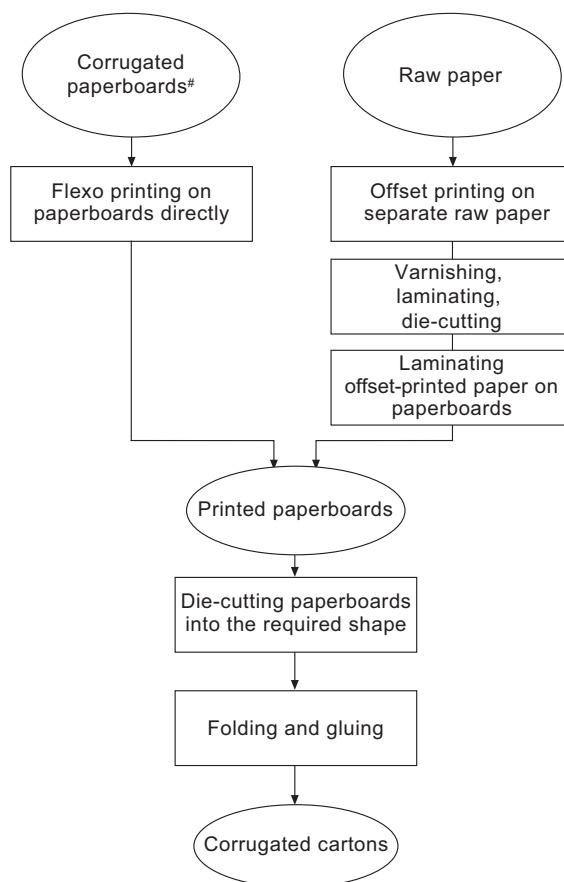 Corrugated
paperboards#
Raw paper
Flexo printing on
paperboards directly
Offset printing on
separate raw paper
Varnishing,
laminating,
die-cutting
Laminating
offset-printed paper on
paperboards
Printed paperboards
Die-cutting paperboards
into the required shape
Folding and gluing
Corrugated cartons